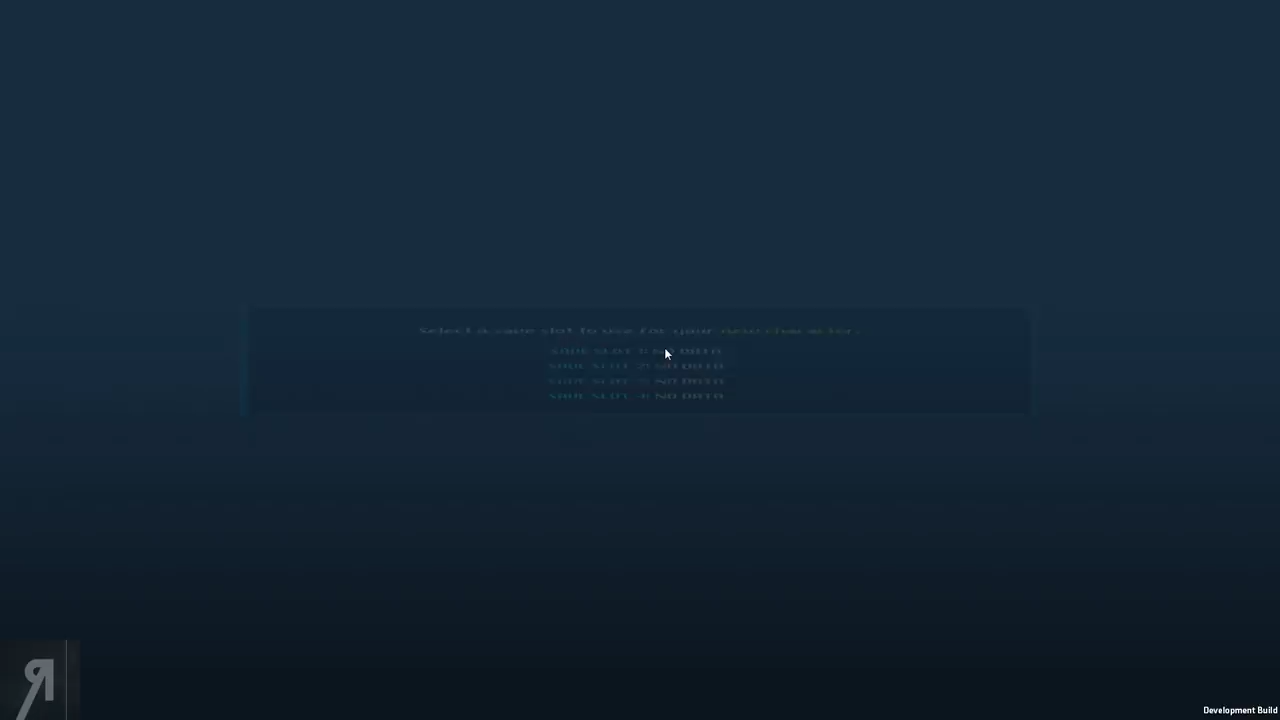 Select a save slot to use for your new character.
SAVE SLOT 1: NO DATA
SAVE SLOT 2: NO DATA
SAVE SLOT 3: NO DATA
SAVE SLOT 4: NO DATA
Development Build